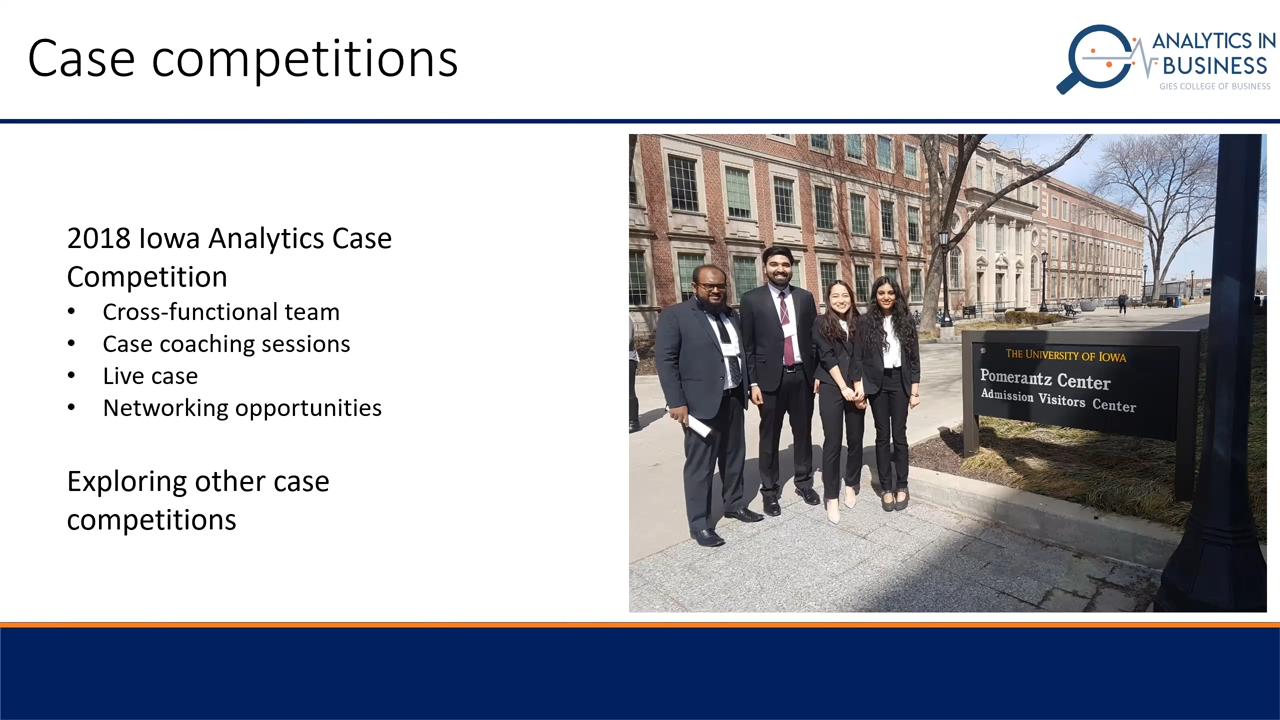 Case competitions
ANALYTICS IN
BUSINESS
GIES COLLEGE OF BUSINESS
2018 Iowa Analytics Case
Competition
• Cross-functional team
• Case coaching sessions
• Live case
• Networking opportunities
Exploring other case
competitions
THE UNIVERSITY OF IOWA
Pomerantz Center
Admission Visitors Center